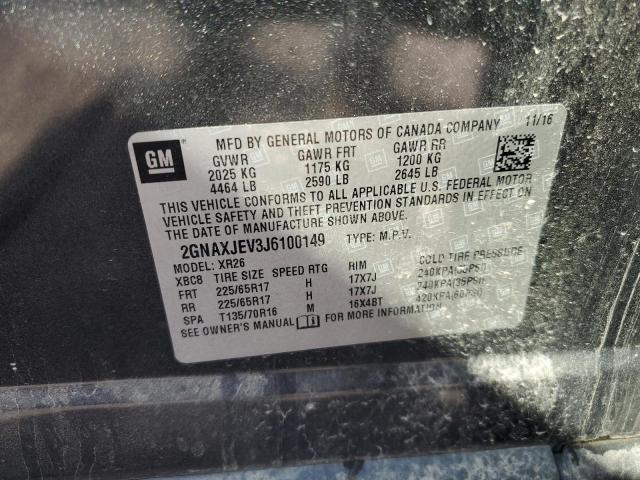 GM
MFD BY GENERAL MOTORS OF CANADA COMPANY 11/16
GVWR GAWR FRT GAWR RR
2025 KG 1175 KG 1200 KG
4464 LB 2590 LB 2645 LB
THIS VEHICLE CONFORMS TO ALL APPLICABLE U.S. FEDERAL MOTOR
VEHICLE SAFETY AND THEFT PREVENTION STANDARDS IN EFFECT ON
THE DATE OF MANUFACTURE SHOWN ABOVE.
2GNAXJEV3J6100149 TYPE: M.P.V.
MODEL: XR26
XBC8 TIRE SIZE SPEED RTG RIM COLD TIRE PRESSURE
FRT 225/65R17 H 17X7J 240KPA(35PSI)
RR 225/65R17 H 17X7J 240KPA(35PSI)
SPA T135/70R16 M 16X4BT 420KPA(60PSI)
SEE OWNER'S MANUAL FOR MORE INFORMATION